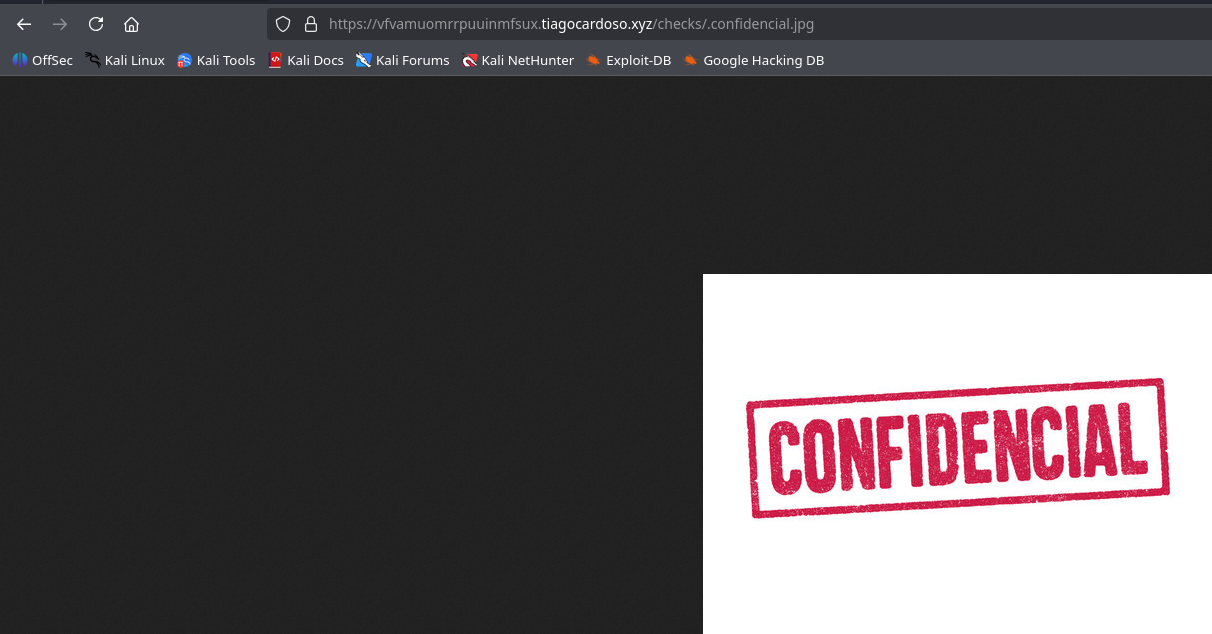 https://vfvamuomrrpuuinmfsux.tiagocardoso.xyz/checks/.confidencial.jpg
OffSec Kali Linux Kali Tools Kali Docs Kali Forums Kali NetHunter Exploit-DB Google Hacking DB
CONFIDENCIAL